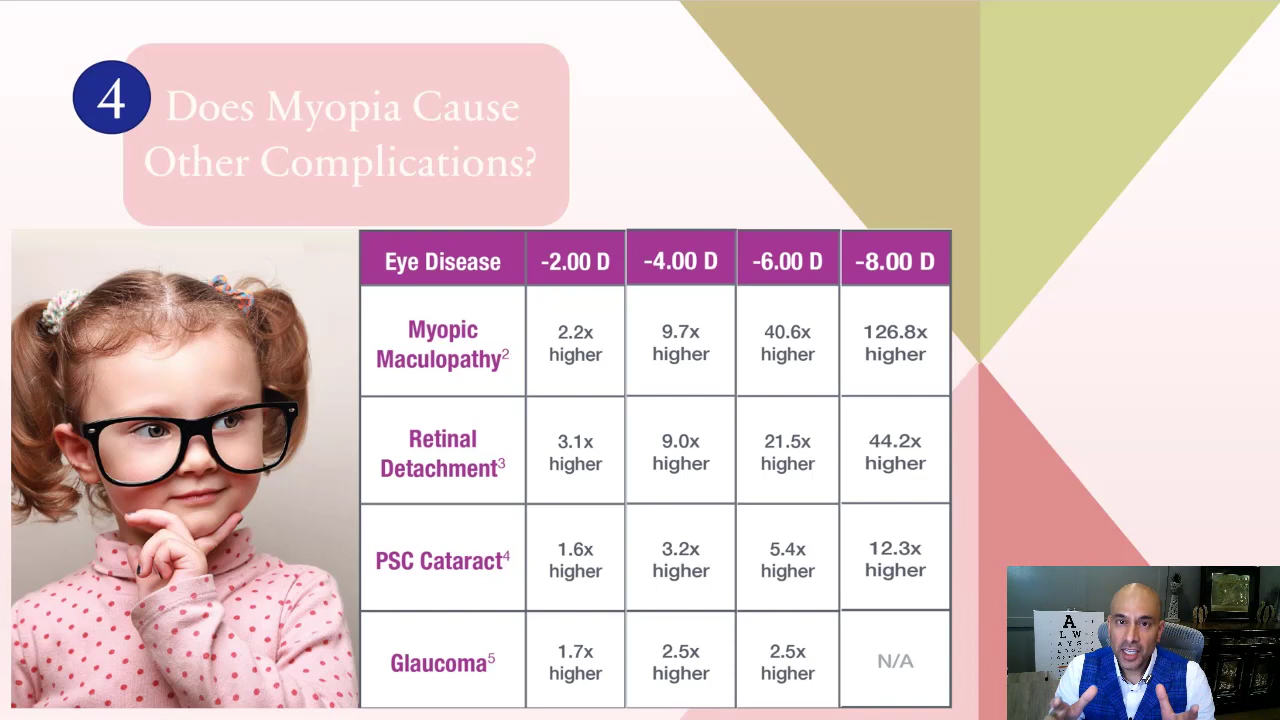 4
Does Myopia Cause
Other Complications?
Eye Disease -2.00 D -4.00 D -6.00 D -8.00 D
Myopic
Maculopathy²
2.2x
higher
9.7x
higher
40.6x
higher
126.8x
higher
Retinal
Detachment³
3.1x
higher
9.0x
higher
21.5x
higher
44.2x
higher
PSC Cataract⁴
1.6x
higher
3.2x
higher
5.4x
higher
12.3x
higher
Glaucoma⁵
1.7x
higher
2.5x
higher
2.5x
higher
N/A
A
L W